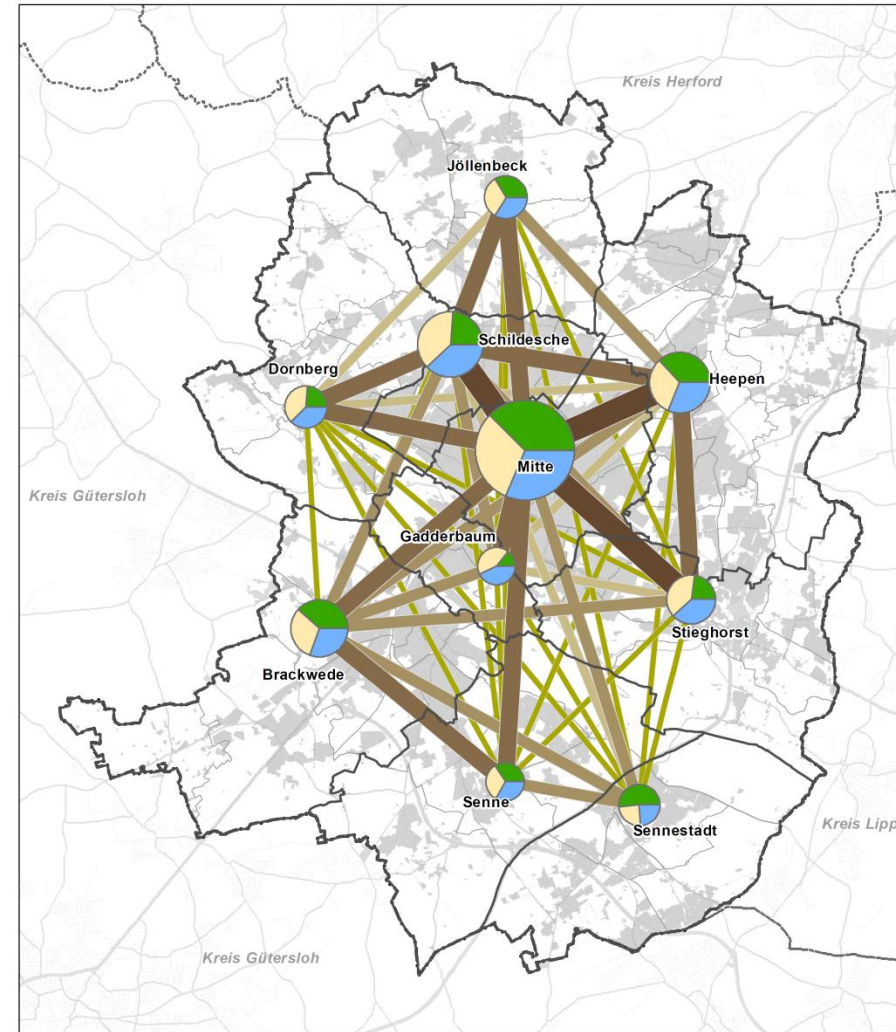 Kreis Herford
Jöllenbeck
Schildesche
Dornberg
Heepen
Mitte
Kreis Gütersloh
Gadderbaum
Stieghorst
Brackwede
Senne
Sennestadt
Kreis Lipp
Kreis Gütersloh